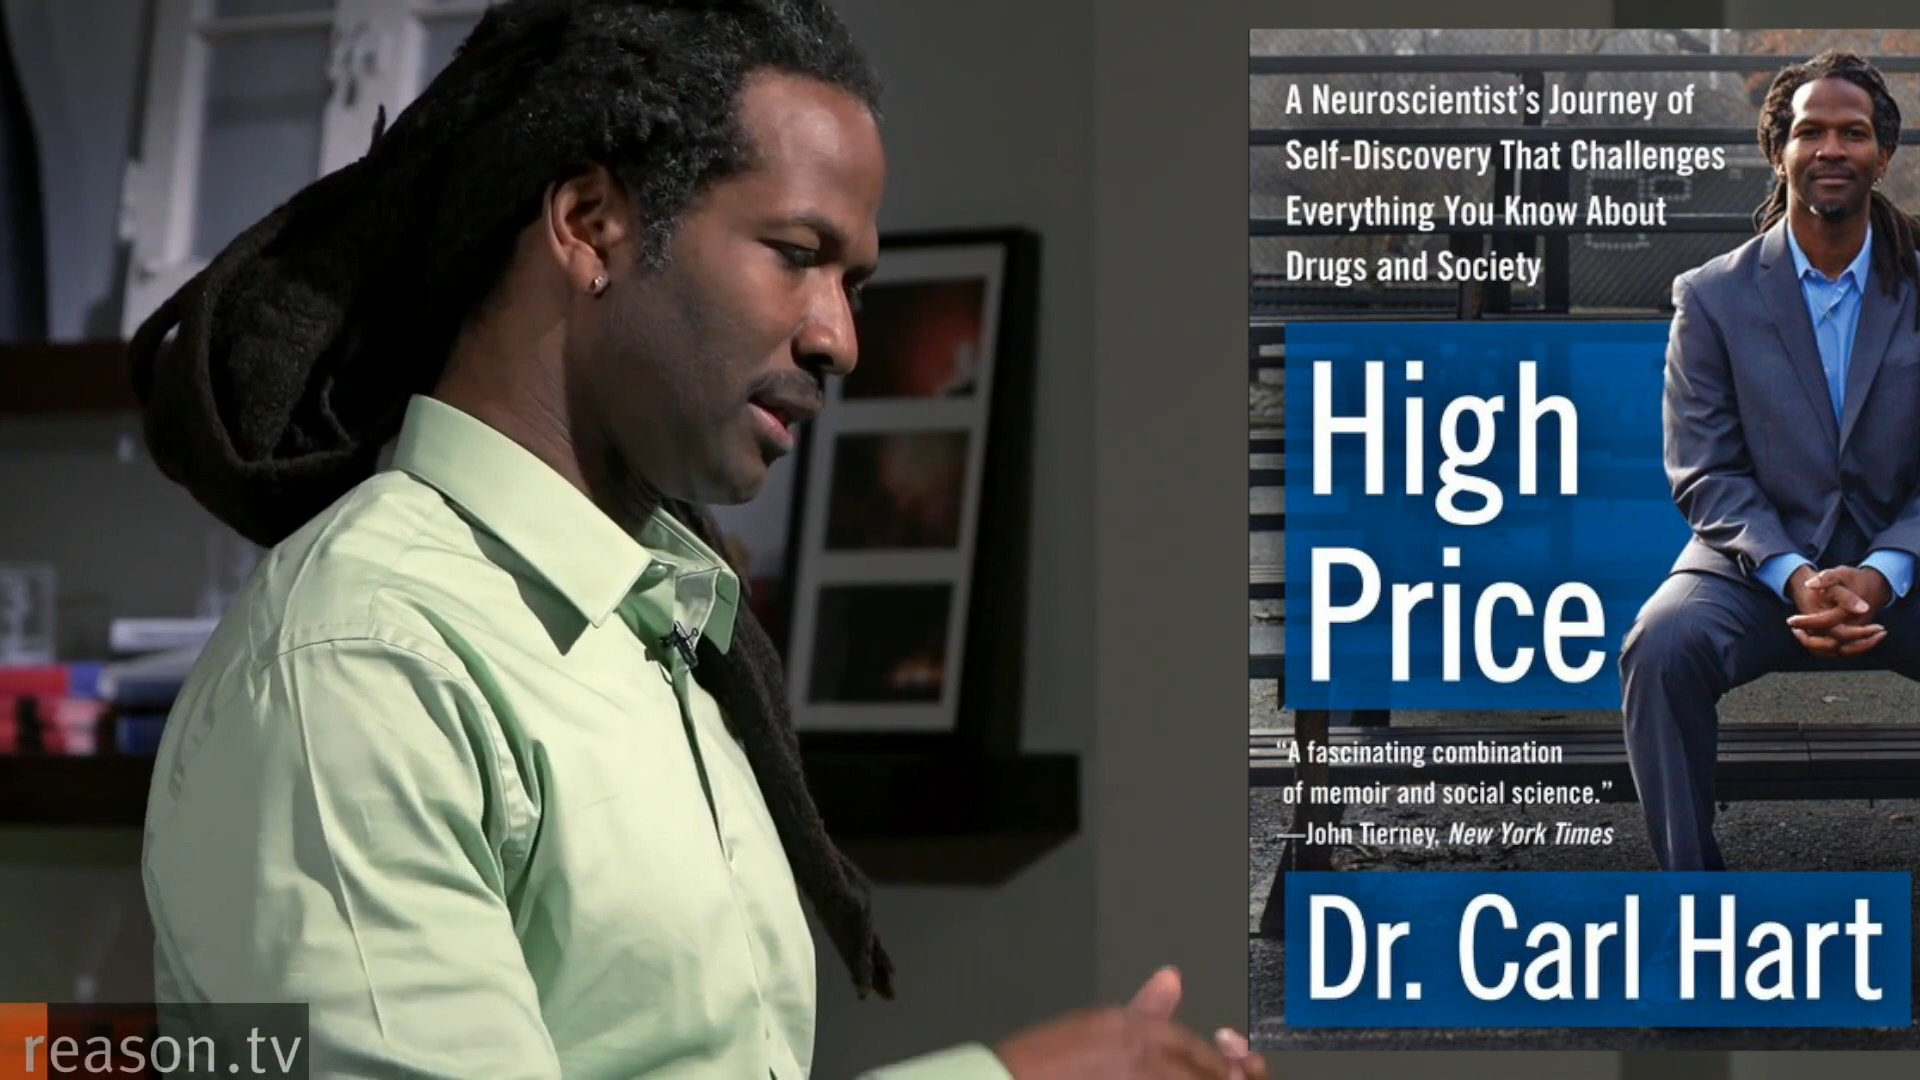 A Neuroscientist's Journey of
Self-Discovery That Challenges
Everything You Know About
Drugs and Society
High
Price
“A fascinating combination
of memoir and social science.”
—John Tierney, New York Times
Dr. Carl Hart
reason.tv